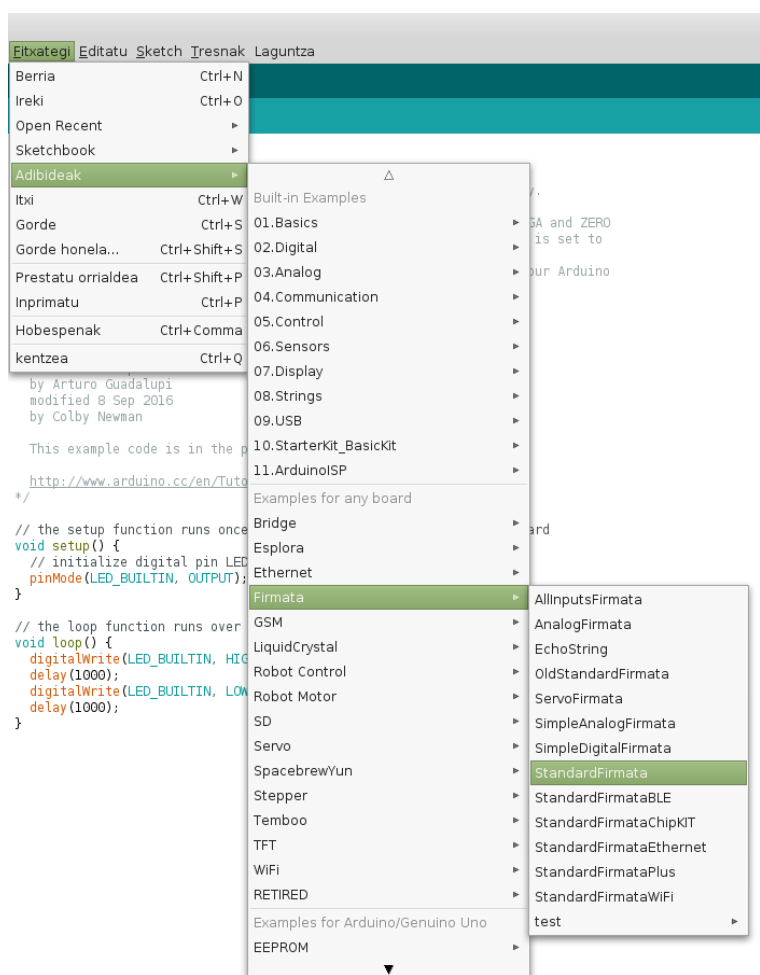 Fitxategi Editatu Sketch Tresnak Laguntza
Berria Ctrl+N
Ireki Ctrl+O
Open Recent
Sketchbook
Adibideak
Itxi Ctrl+W
Gorde Ctrl+S
Gorde honela... Ctrl+Shift+S
Prestatu orrialdea Ctrl+Shift+P
Inprimatu Ctrl+P
Hobespenak Ctrl+Comma
kentzea Ctrl+Q
Built-in Examples
01.Basics
02.Digital
03.Analog
04.Communication
05.Control
06.Sensors
07.Display
08.Strings
09.USB
10.StarterKit_BasicKit
11.ArduinoISP
Examples for any board
Bridge
Esplora
Ethernet
Firmata
GSM
LiquidCrystal
Robot Control
Robot Motor
SD
Servo
SpacebrewYun
Stepper
Temboo
TFT
WiFi
RETIRED
Examples for Arduino/Genuino Uno
EEPROM
AllInputsFirmata
AnalogFirmata
EchoString
OldStandardFirmata
ServoFirmata
SimpleAnalogFirmata
SimpleDigitalFirmata
StandardFirmata
StandardFirmataBLE
StandardFirmataChipKIT
StandardFirmataEthernet
StandardFirmataPlus
StandardFirmataWiFi
test
and ZERO
is set to
Arduino
by Arturo Guadalupi
modified 8 Sep 2016
by Colby Newman
This example code is in the p
http://www.arduino.cc/en/Tuto
*/
// the setup function runs once
void setup() {
// initialize digital pin LED
pinMode(LED_BUILTIN, OUTPUT);
}
// the loop function runs over
void loop() {
digitalWrite(LED_BUILTIN, HIG
delay(1000);
digitalWrite(LED_BUILTIN, LOW
delay(1000);
}